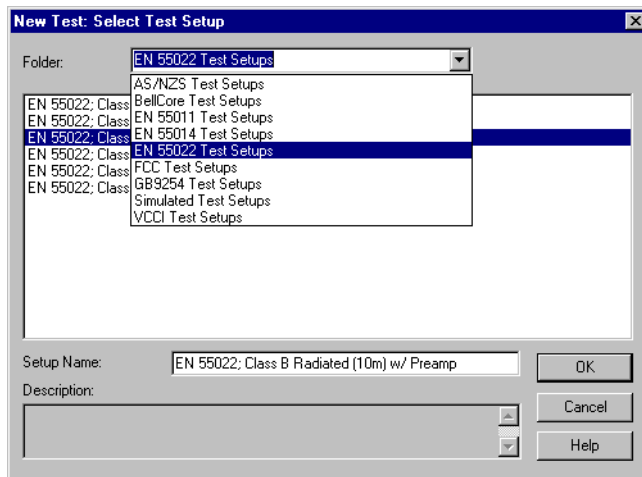 New Test: Select Test Setup
Folder:
EN 55022 Test Setups
AS/NZS Test Setups
BellCore Test Setups
EN 55011 Test Setups
EN 55014 Test Setups
EN 55022 Test Setups
FCC Test Setups
GB9254 Test Setups
Simulated Test Setups
VCCI Test Setups
EN 55022; Class
EN 55022; Class
EN 55022; Class
EN 55022; Class
EN 55022; Class
EN 55022; Class
Setup Name:
EN 55022; Class B Radiated (10m) w/ Preamp
OK
Description:
Cancel
Help